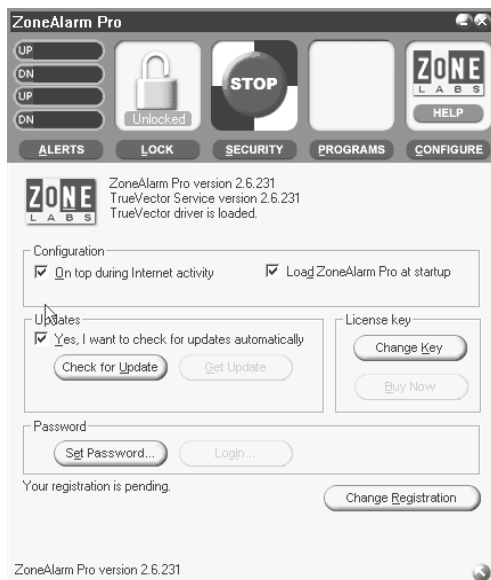 ZoneAlarm Pro
UP
DN
UP
DN
Unlocked
STOP
ZONE
LABS
HELP
ALERTS
LOCK
SECURITY
PROGRAMS
CONFIGURE
ZONE
LABS
ZoneAlarm Pro version 2.6.231
TrueVector Service version 2.6.231
TrueVector driver is loaded.
Configuration
On top during Internet activity
Load ZoneAlarm Pro at startup
Updates
Yes, I want to check for updates automatically
Check for Update
Get Update
License key
Change Key
Buy Now
Password
Set Password...
Login...
Your registration is pending.
Change Registration
ZoneAlarm Pro version 2.6.231